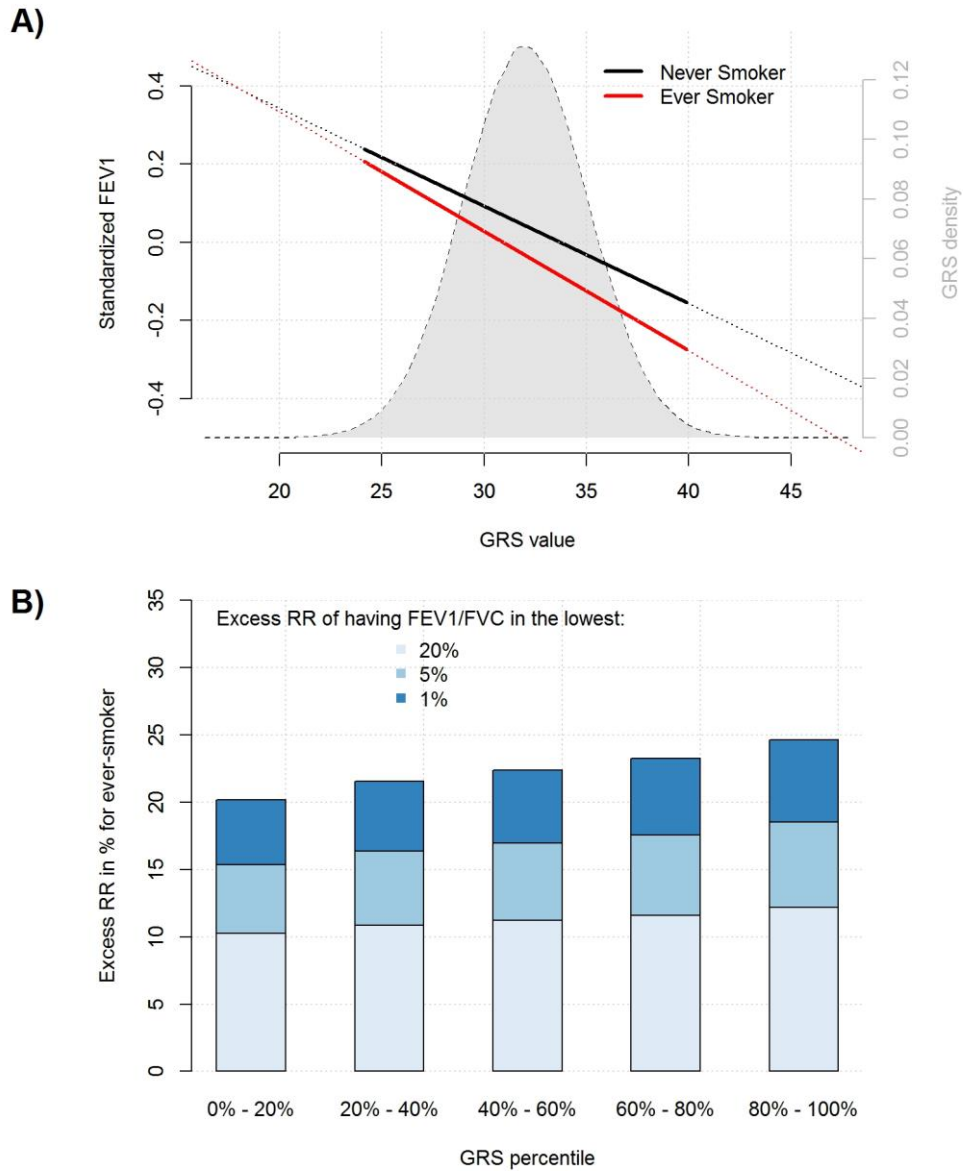 A)
Never Smoker
Ever Smoker
Standardized FEV1
0.4
0.2
0.0
-0.2
-0.4
0.12
0.10
0.08
0.06
0.04
0.02
0.00
GRS density
20 25 30 35 40 45
GRS value
B)
Excess RR of having FEV1/FVC in the lowest:
20%
5%
1%
Excess RR in % for ever-smoker
35
30
25
20
15
10
5
0
0% - 20% 20% - 40% 40% - 60% 60% - 80% 80% - 100%
GRS percentile